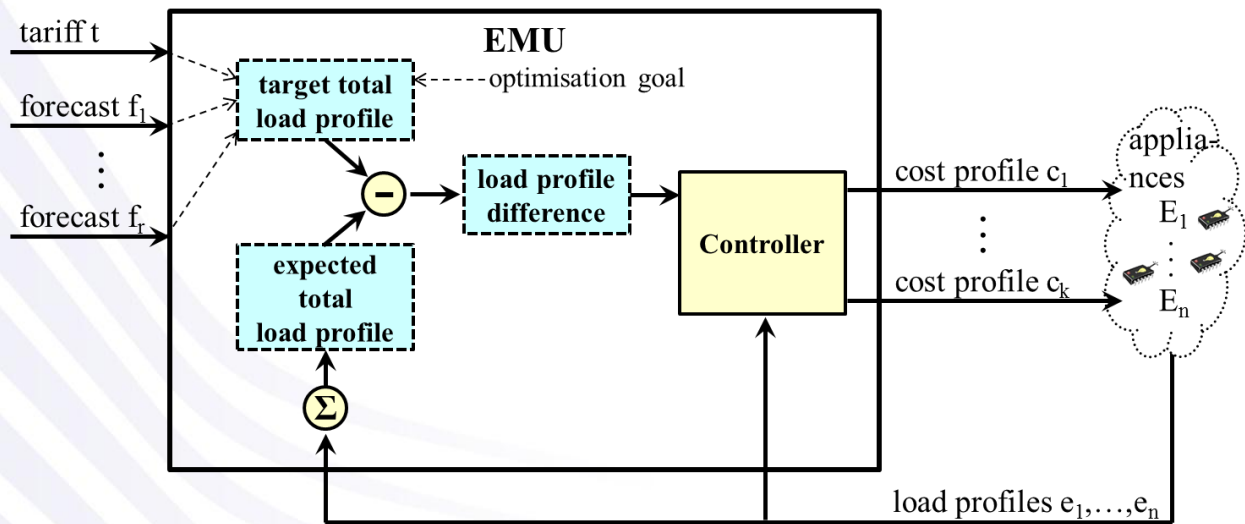 tariff t
forecast f₁
⋮
forecast fᵣ
EMU
target total
load profile
optimisation goal
-
load profile
difference
expected
total
load profile
Σ
Controller
cost profile c₁
⋮
cost profile cₖ
applia-
nces
E₁
⋮
Eₙ
load profiles e₁,…,eₙ